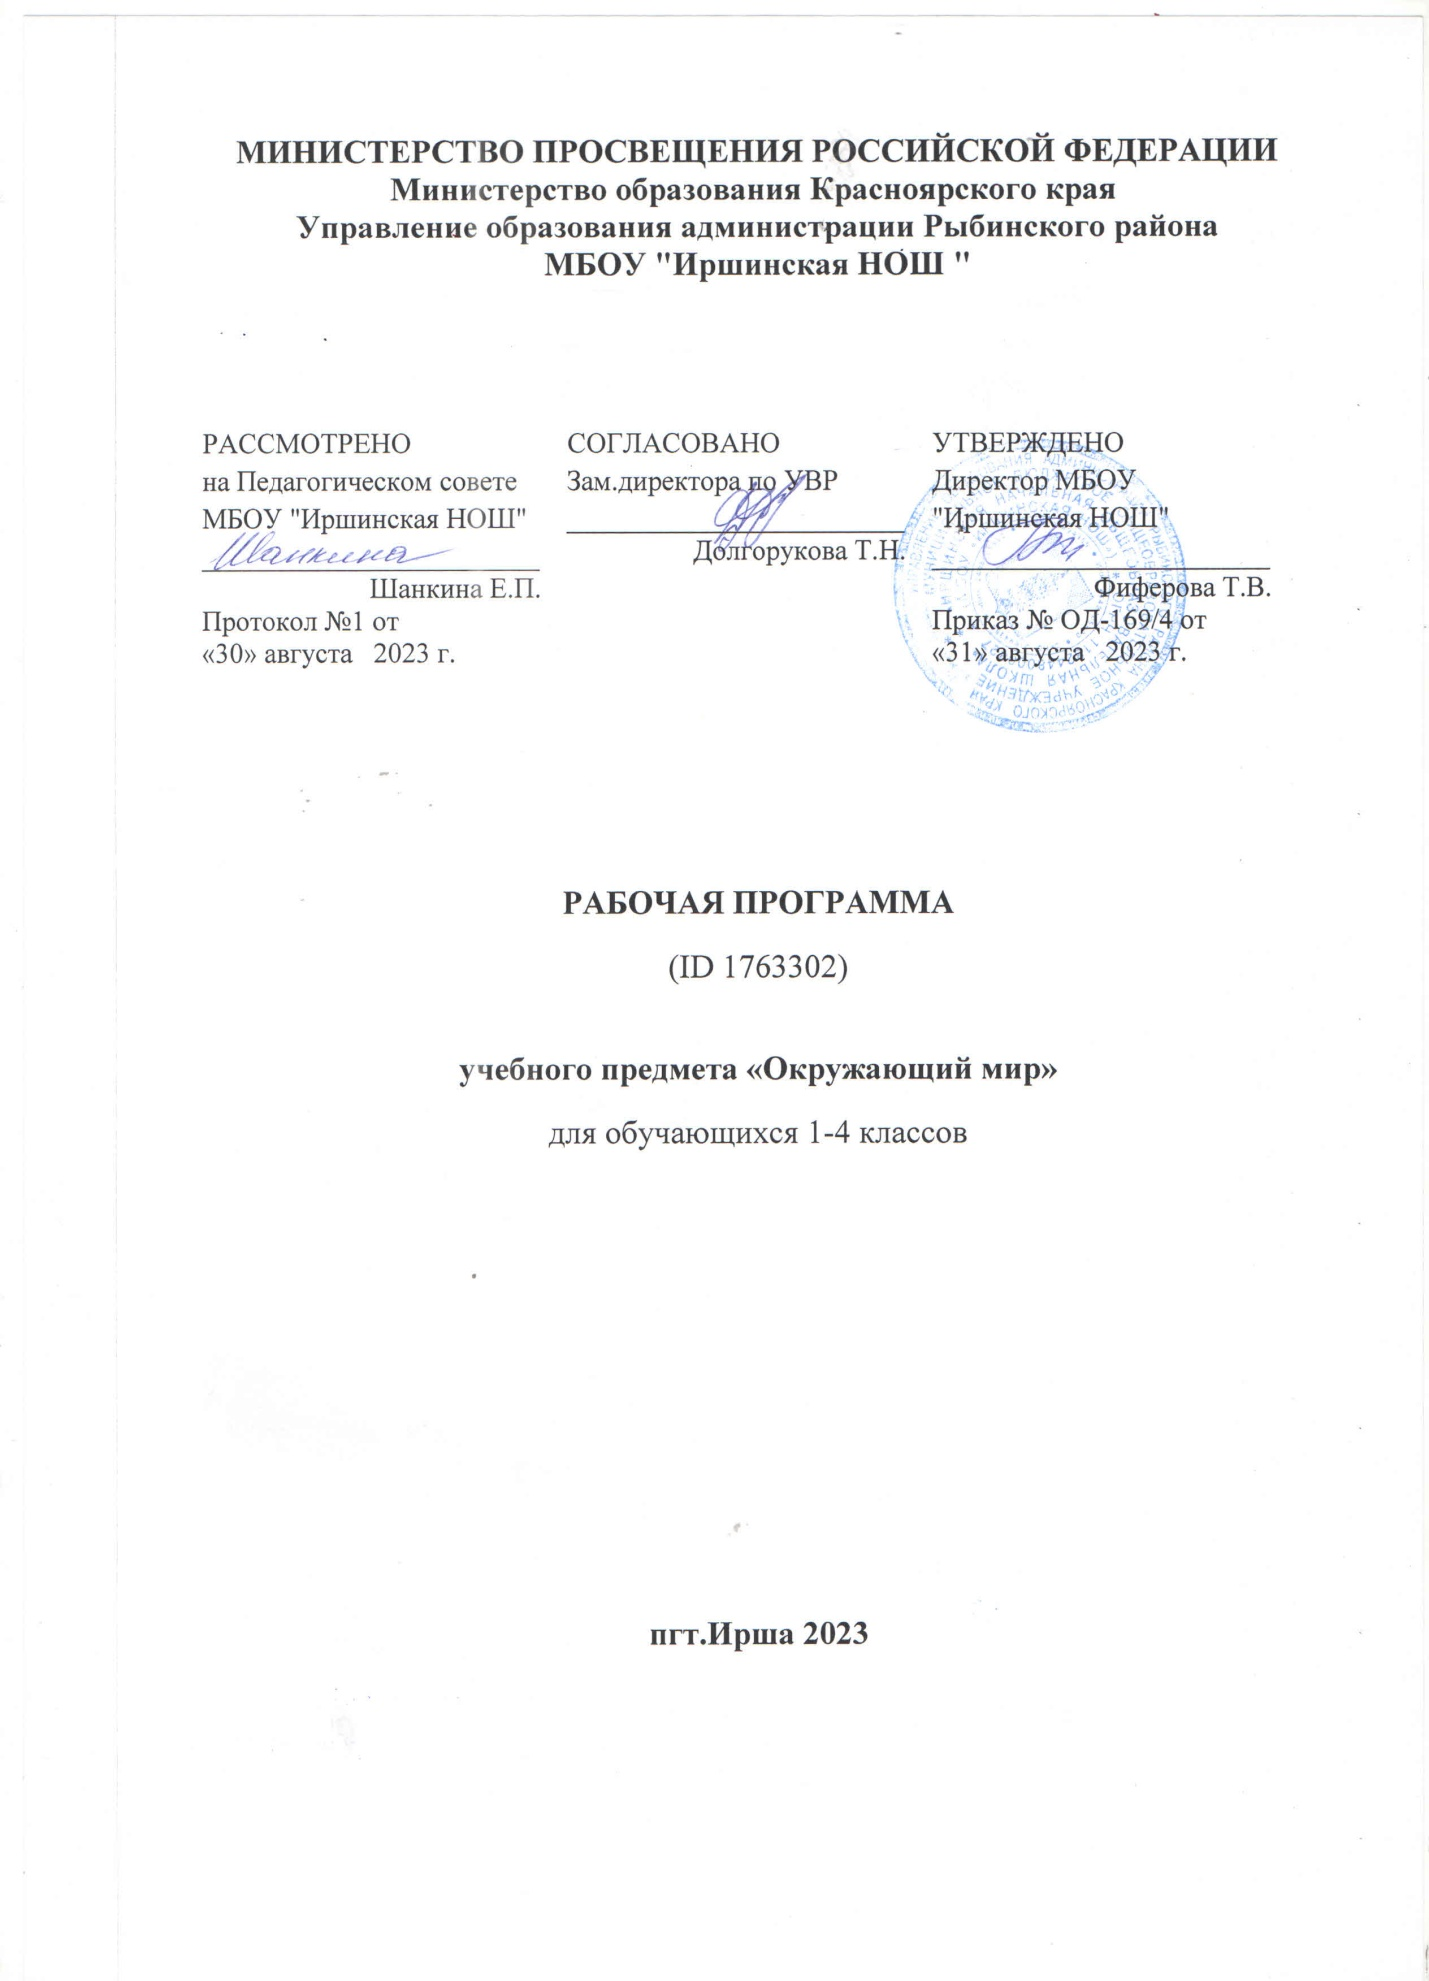 МИНИСТЕРСТВО ПРОСВЕЩЕНИЯ РОССИЙСКОЙ ФЕДЕРАЦИИ
Министерство образования Красноярского края
Управление образования администрации Рыбинского района
МБОУ "Иршинская НОШ "
РАССМОТРЕНО
на Педагогическом совете
МБОУ "Иршинская НОШ"
Шанкина
Шанкина Е.П.
Протокол №1 от
«30» августа 2023 г.
СОГЛАСОВАНО
Зам.директора по УВР
Долгорукова Т.Н.
УТВЕРЖДЕНО
Директор МБОУ
"Иршинская НОШ"
Фиферова Т.В.
Приказ № ОД-169/4 от
«31» августа 2023 г.
РАБОЧАЯ ПРОГРАММА
(ID 1763302)
учебного предмета «Окружающий мир»
для обучающихся 1-4 классов
пгт.Ирша 2023